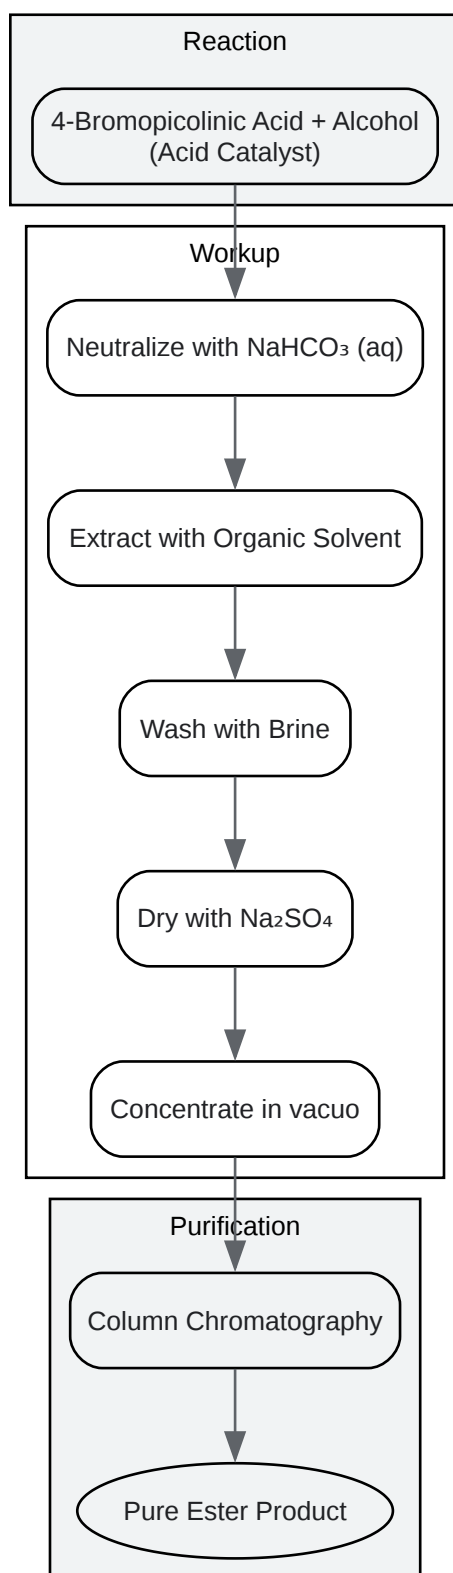 Reaction
4-Bromopicolinic Acid + Alcohol
(Acid Catalyst)
Workup
Neutralize with NaHCO₃ (aq)
Extract with Organic Solvent
Wash with Brine
Dry with Na₂SO₄
Concentrate in vacuo
Purification
Column Chromatography
Pure Ester Product